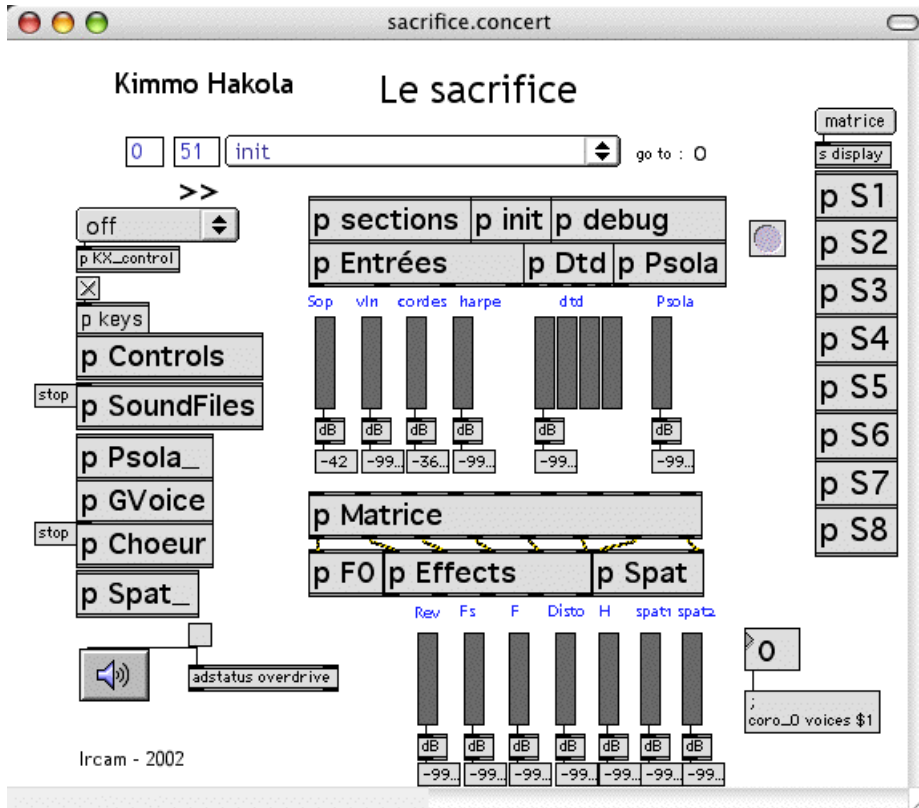 sacrifice.concert
Kimmo Hakola Le sacrifice
matrice
0 51 init go to : 0
s display
>>
off
p KX_control
p keys
p Controls
stop
p SoundFiles
p Psola_
p GVoice
stop
p Choeur
p Spat_
adstatus overdrive
Ircam - 2002
p sections p init p debug
p Entrées p Dtd p Psola
Sop vln cordes harpe dtd Psola
dB dB dB dB dB dB
-42 -99... -36... -99... -99... -99...
p Matrice
p F0 p Effects p Spat
Rev Fs F Disto H spat1 spat2
dB dB dB dB dB dB dB
-99... -99... -99... -99... -99... -99... -99...
p S1
p S2
p S3
p S4
p S5
p S6
p S7
p S8
0
;
coro_0 voices $1